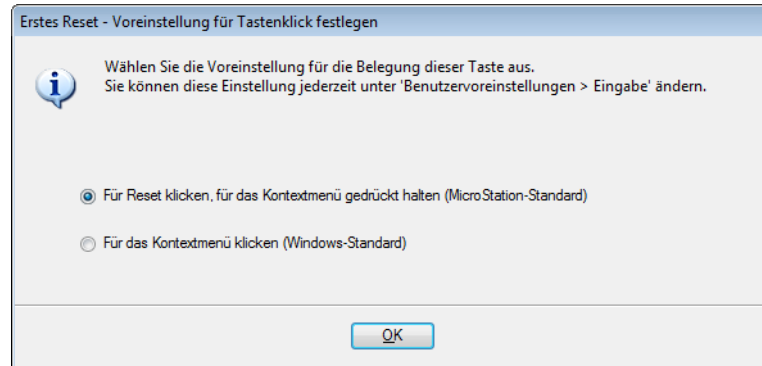 Erstes Reset - Voreinstellung für Tastenklick festlegen
Wählen Sie die Voreinstellung für die Belegung dieser Taste aus.
Sie können diese Einstellung jederzeit unter 'Benutzervoreinstellungen > Eingabe' ändern.
Für Reset klicken, für das Kontextmenü gedrückt halten (MicroStation-Standard)
Für das Kontextmenü klicken (Windows-Standard)
OK